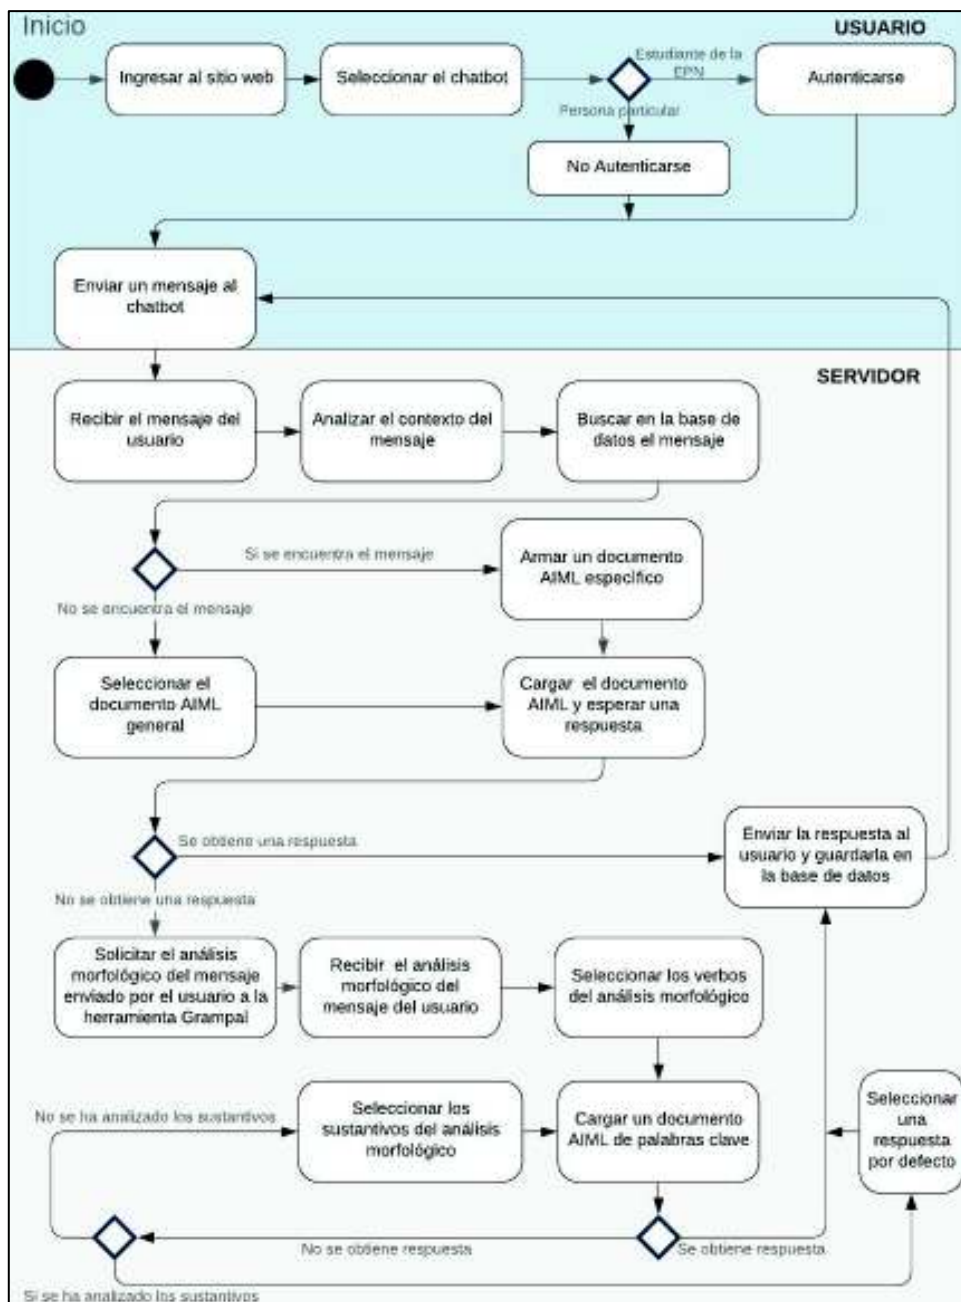 Inicio
USUARIO
Ingresar al sitio web
Seleccionar el chatbot
Estudiante de la
EPN
Autenticarse
Persona particular
No Autenticarse
Enviar un mensaje al
chatbot
SERVIDOR
Recibir el mensaje del
usuario
Analizar el contexto del
mensaje
Buscar en la base de
datos el mensaje
Si se encuentra el mensaje
Armar un documento
AIML específico
No se encuentra el mensaje
Seleccionar el
documento AIML
general
Cargar el documento
AIML y esperar una
respuesta
Se obtiene una respuesta
Enviar la respuesta al
usuario y guardarla en
la base de datos
No se obtiene una respuesta
Solicitar el análisis
morfológico del mensaje
enviado por el usuario a la
herramienta Grampal
Recibir el análisis
morfológico del
mensaje del usuario
Seleccionar los verbos
del análisis morfológico
No se ha analizado los sustantivos
Seleccionar los
sustantivos del análisis
morfológico
Cargar un documento
AIML de palabras clave
Seleccionar
una
respuesta
por defecto
No se obtiene respuesta
Se obtiene respuesta
Si se ha analizado los sustantivos